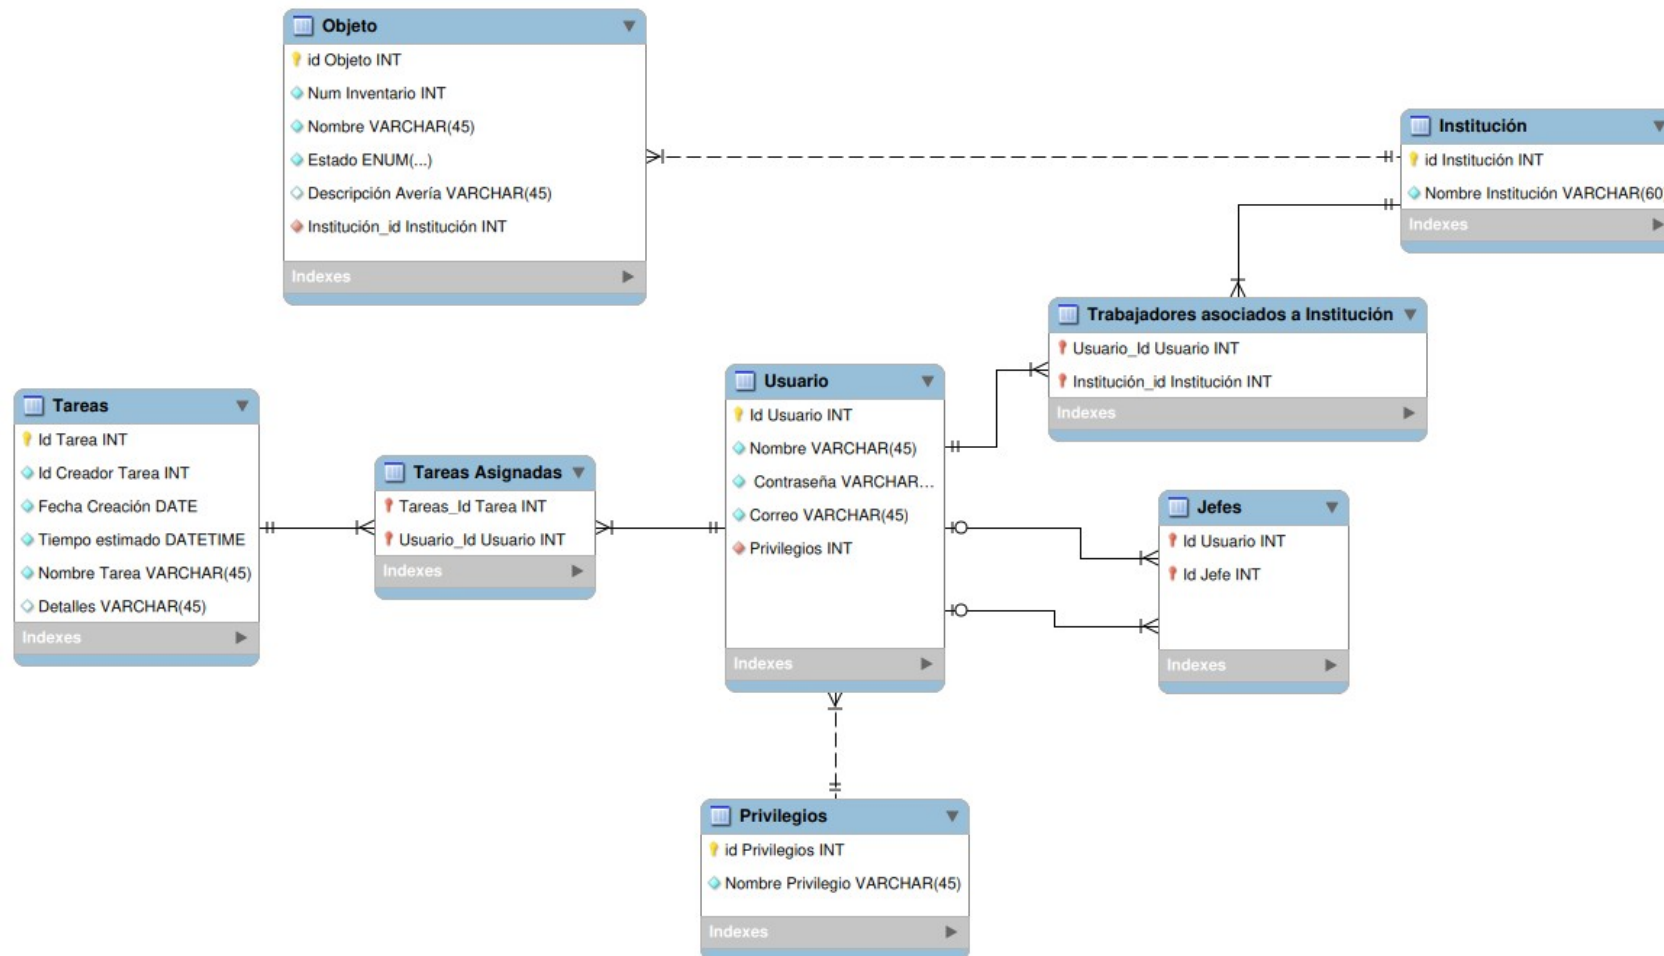 Objeto
id Objeto INT
Num Inventario INT
Nombre VARCHAR(45)
Estado ENUM(...)
Descripción Avería VARCHAR(45)
Institución_id Institución INT
Indexes
Institución
id Institución INT
Nombre Institución VARCHAR(60)
Indexes
Trabajadores asociados a Institución
Usuario_Id Usuario INT
Institución_id Institución INT
Indexes
Tareas
Id Tarea INT
Id Creador Tarea INT
Fecha Creación DATE
Tiempo estimado DATETIME
Nombre Tarea VARCHAR(45)
Detalles VARCHAR(45)
Indexes
Tareas Asignadas
Tareas_Id Tarea INT
Usuario_Id Usuario INT
Indexes
Usuario
Id Usuario INT
Nombre VARCHAR(45)
Contraseña VARCHAR...
Correo VARCHAR(45)
Privilegios INT
Indexes
Jefes
Id Usuario INT
Id Jefe INT
Indexes
Privilegios
id Privilegios INT
Nombre Privilegio VARCHAR(45)
Indexes